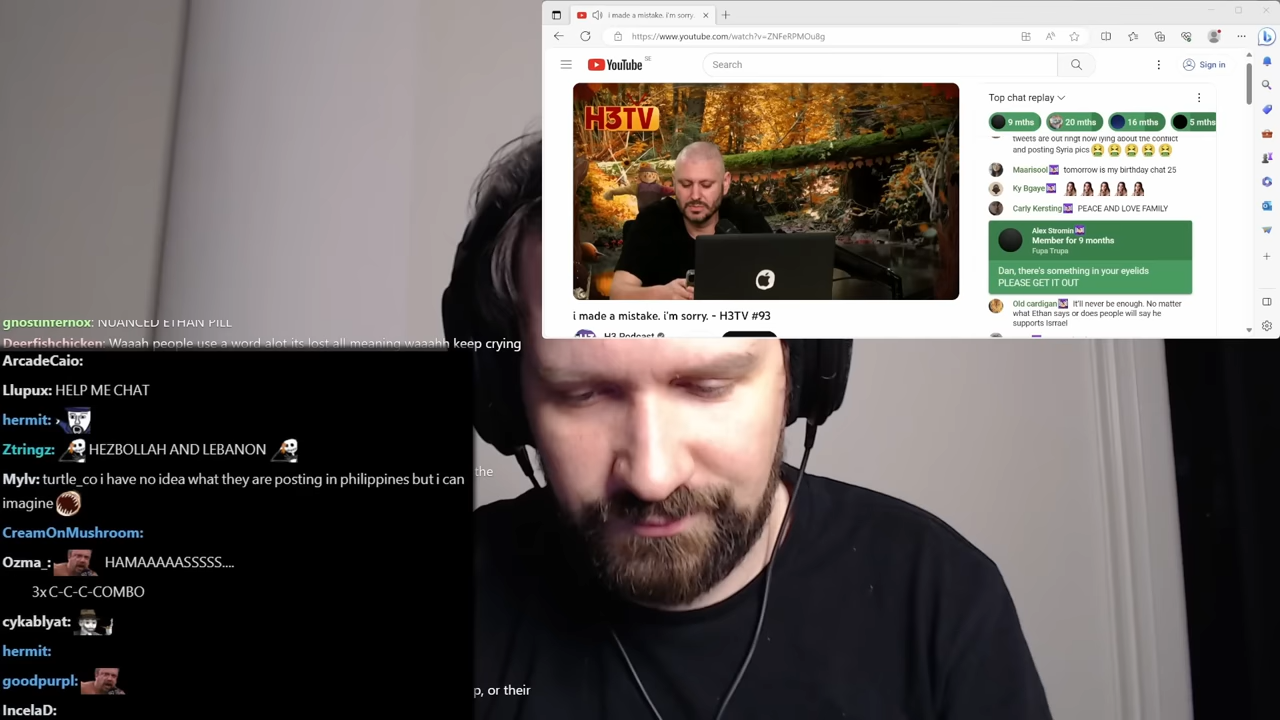 i made a mistake. i'm sorry.
https://www.youtube.com/watch?v=ZNFeRPMOu8g
YouTube SE
Search
Sign in
H3TV
i made a mistake. i'm sorry. - H3TV #93
H3 Podcast
Top chat replay
9 mths
20 mths
16 mths
5 mths
tweets are out ringt now lying about the conflict
and posting Syria pics
Maarisool tomorrow is my birthday chat 25
Ky Bgaye
Carly Kersting PEACE AND LOVE FAMILY
Alex Stromin
Member for 9 months
Fupa Trupa
Dan, there's something in your eyelids
PLEASE GET IT OUT
Old cardigan It'll never be enough. No matter
what Ethan says or does people will say he
supports Isrrael
ghostinfernox: NUANCED ETHAN PILL
Deerfishchicken: Waaah people use a word alot its lost all meaning waaahh keep crying
ArcadeCaio:
Llupux: HELP ME CHAT
hermit:
Ztringz: HEZBOLLAH AND LEBANON
the
Mylv: turtle_co i have no idea what they are posting in philippines but i can
imagine
CreamOnMushroom:
Ozma_: HAMAAAAASSSSS....
3x C-C-C-COMBO
cykablyat:
hermit:
goodpurpl:
p, or their
IncelaD: